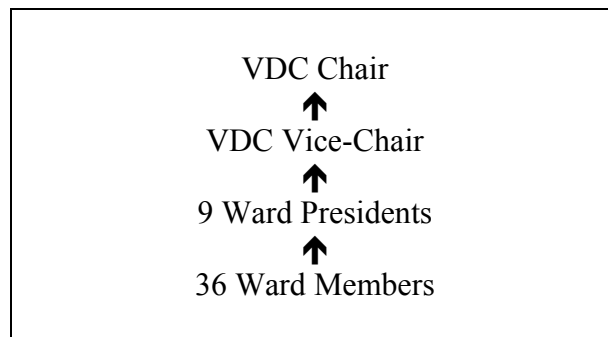 VDC Chair
VDC Vice-Chair
9 Ward Presidents
36 Ward Members